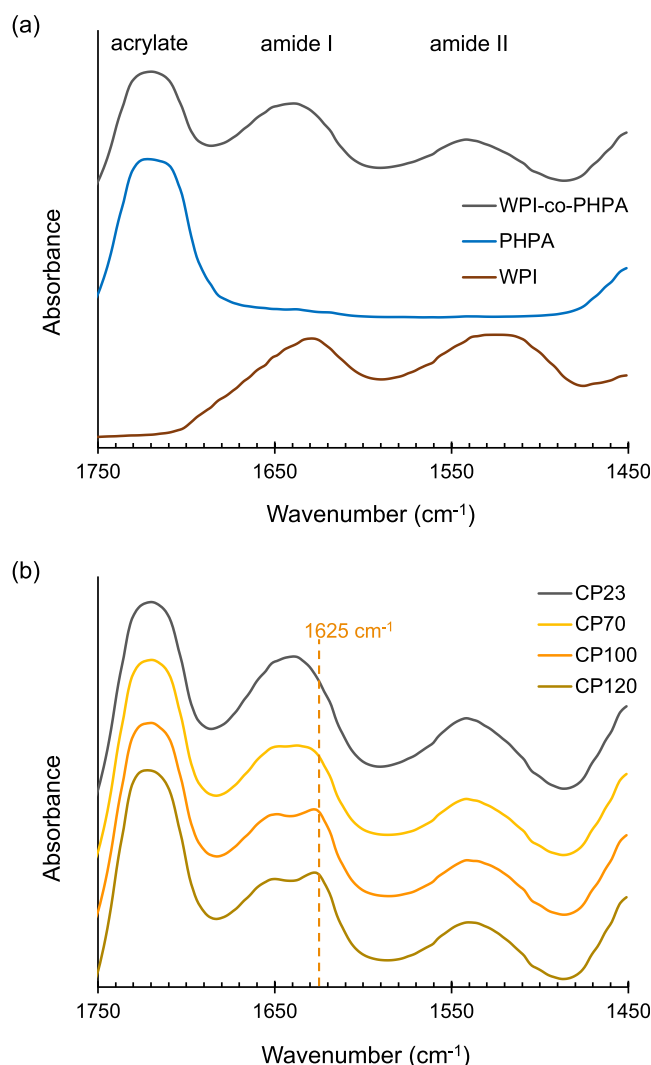 (a)
acrylate amide I amide II
WPI-co-PHPA
PHPA
WPI
Absorbance
1750 1650 1550 1450
Wavenumber (cm⁻¹)
(b)
CP23
CP70
CP100
CP120
1625 cm⁻¹
Absorbance
1750 1650 1550 1450
Wavenumber (cm⁻¹)